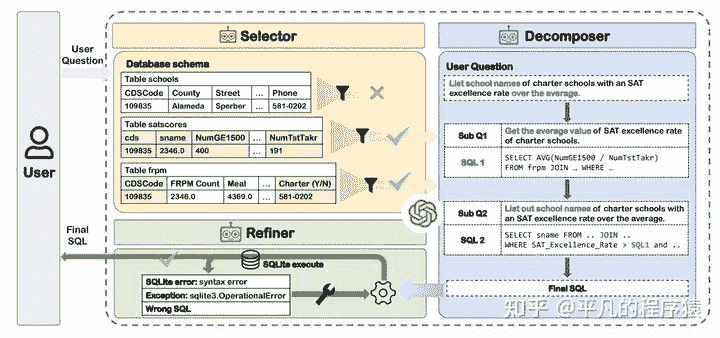 User
Question
User
Final
SQL
Selector
Database schema
Table schools
CDSCode County Street ... Phone
109835 Alameda Sperber ... 581-0202
Table satscores
cds sname NumGE1500 ... NumTstTakr
109835 2346.0 400 ... 191
Table frpm
CDSCode FRPM Count Meal ... Charter (Y/N)
109835 2346.0 4369.0 ... 581-0202
Refiner
SQLite execute
SQLite error: syntax error
Exception: sqlite3.OperationalError
Wrong SQL
Decomposer
User Question
List school names of charter schools with an SAT
excellence rate over the average.
Sub Q1
Get the average value of SAT excellence rate
of charter schools.
SQL 1
SELECT AVG(NumGE1500 / NumTstTakr)
FROM frpm JOIN … WHERE …
Sub Q2
List out school names of charter schools with
an SAT excellence rate over the average.
SQL 2
SELECT sname FROM .. JOIN ..
WHERE SAT_Excellence_Rate > SQL1 and ..
Final SQL
知乎 @平凡的程序猿